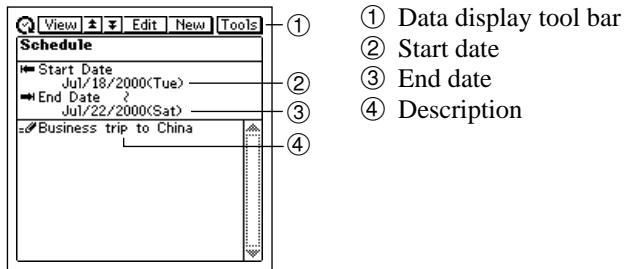 View Edit New Tools
Schedule
Start Date
Jul/18/2000(Tue)
End Date ~
Jul/22/2000(Sat)
Business trip to China
①
②
③
④
① Data display tool bar
② Start date
③ End date
④ Description